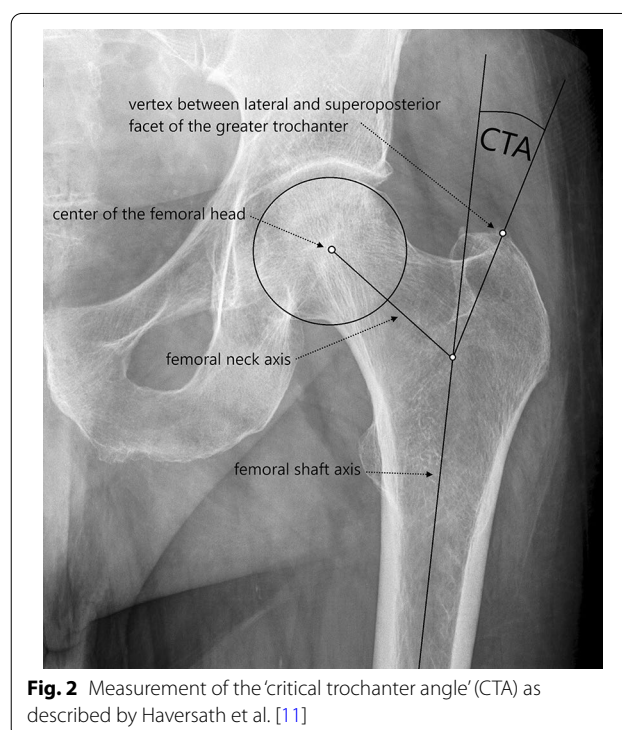 vertex between lateral and superoposterior
facet of the greater trochanter
CTA
center of the femoral head
femoral neck axis
femoral shaft axis
Fig. 2 Measurement of the ‘critical trochanter angle’ (CTA) as
described by Haversath et al. [11]